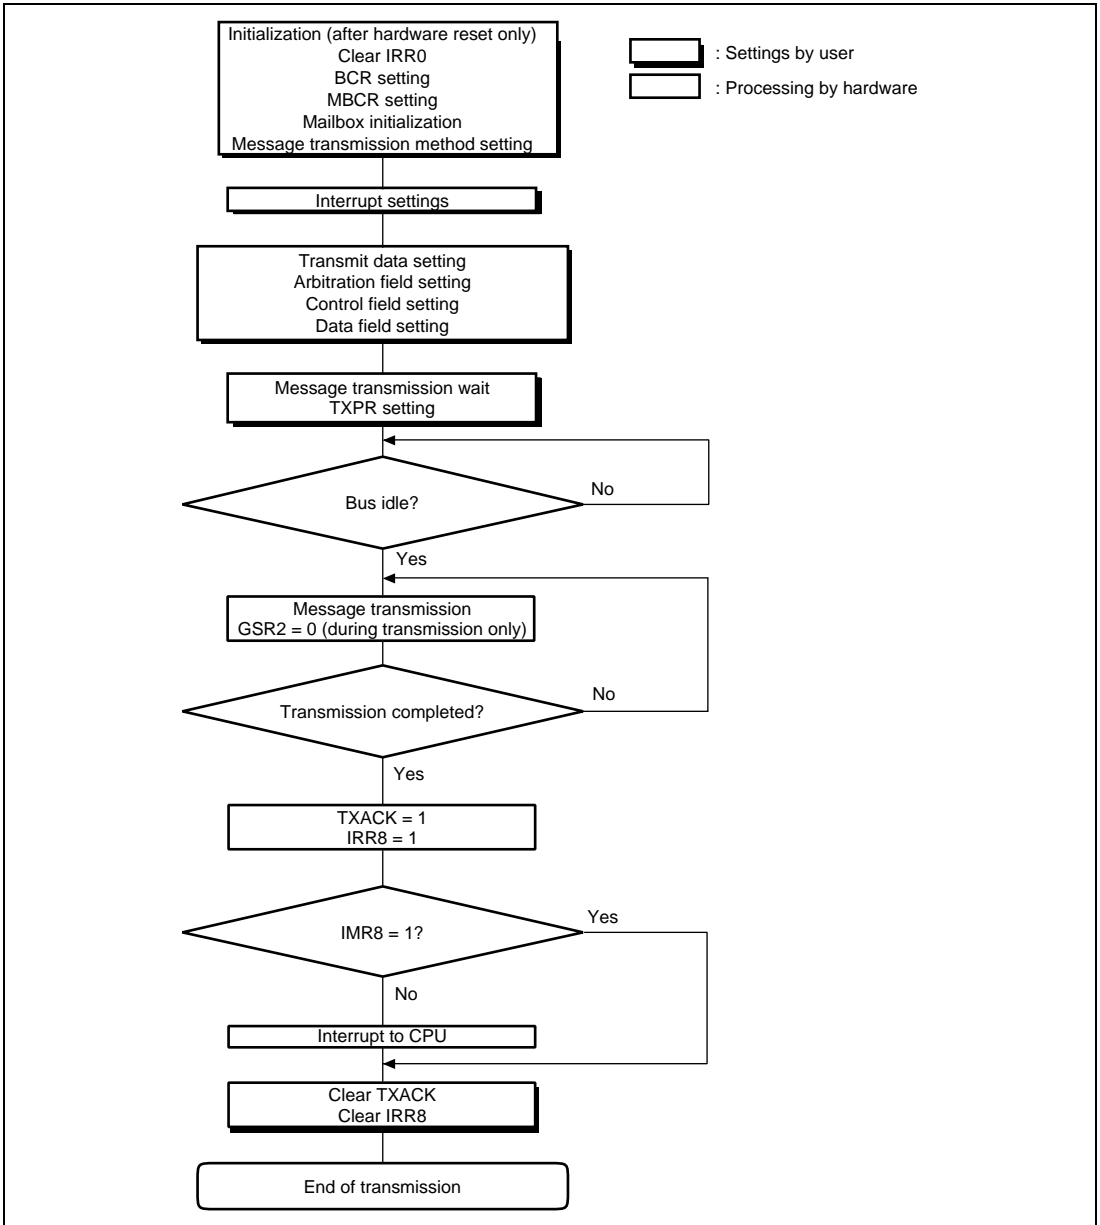 Initialization (after hardware reset only)
Clear IRR0
BCR setting
MBCR setting
Mailbox initialization
Message transmission method setting
: Settings by user
: Processing by hardware
Interrupt settings
Transmit data setting
Arbitration field setting
Control field setting
Data field setting
Message transmission wait
TXPR setting
Bus idle?
No
Yes
Message transmission
GSR2 = 0 (during transmission only)
Transmission completed?
No
Yes
TXACK = 1
IRR8 = 1
IMR8 = 1?
Yes
No
Interrupt to CPU
Clear TXACK
Clear IRR8
End of transmission